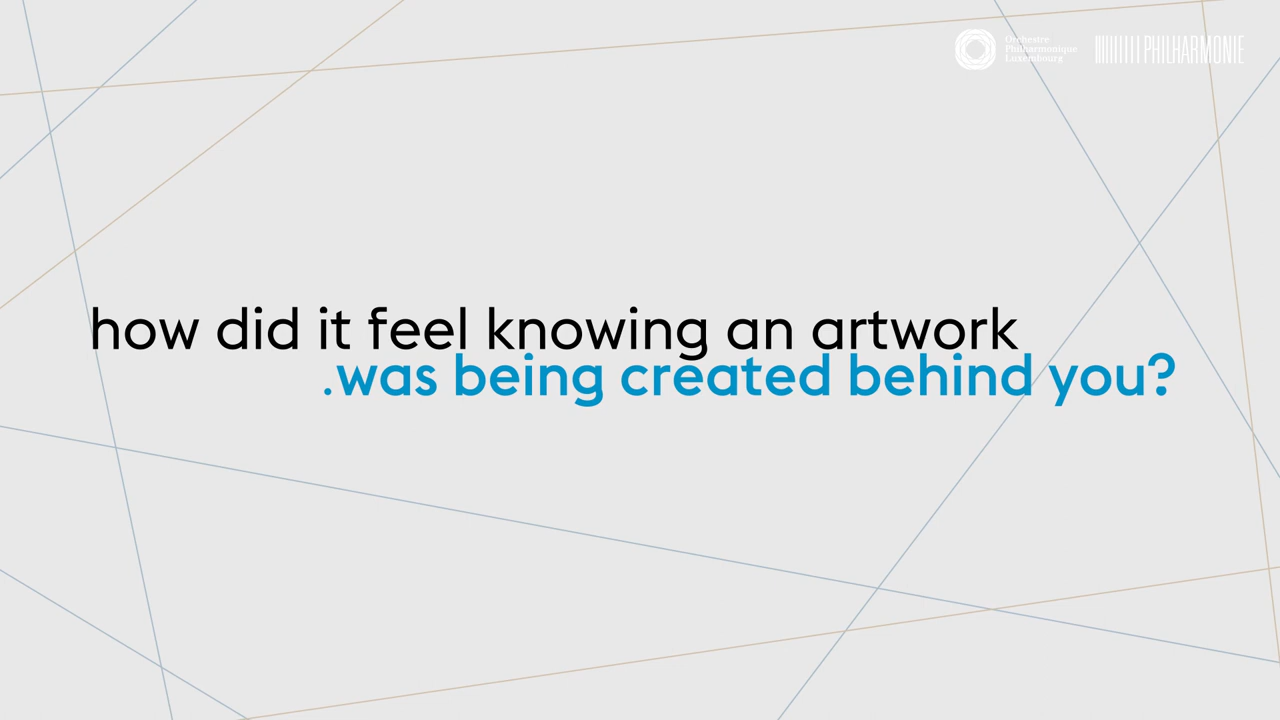 Orchestre
Philharmonique
Luxembourg
PHILHARMONIE
how did it feel knowing an artwork
.was being created behind you?